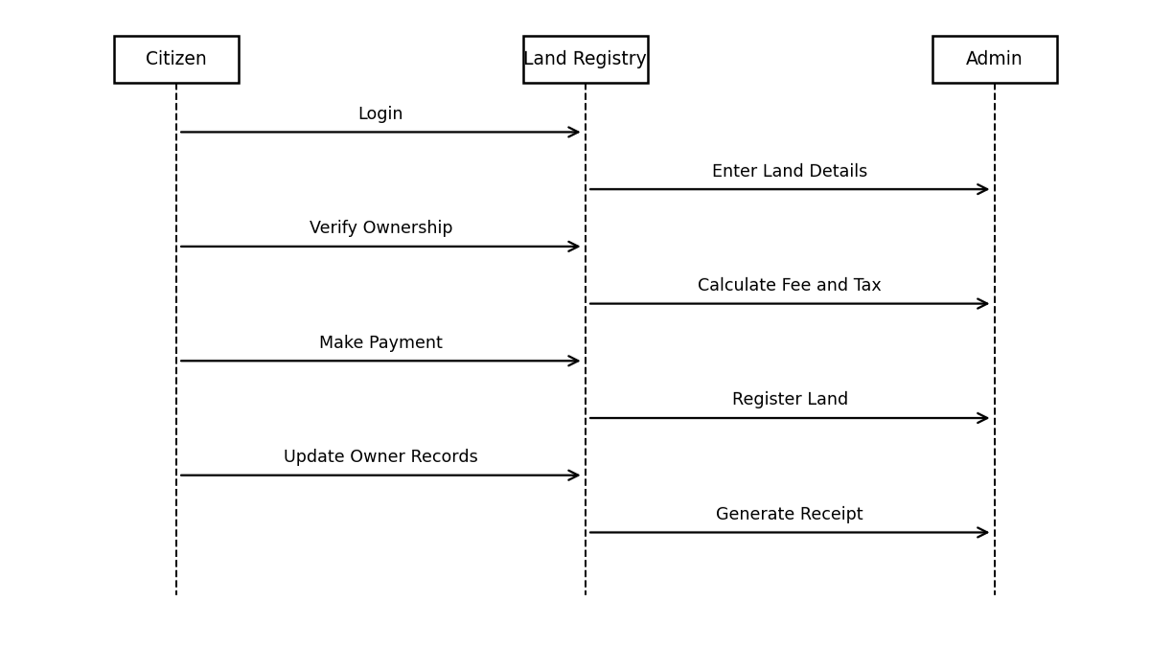 Citizen
Land Registry
Admin
Login
Enter Land Details
Verify Ownership
Calculate Fee and Tax
Make Payment
Register Land
Update Owner Records
Generate Receipt